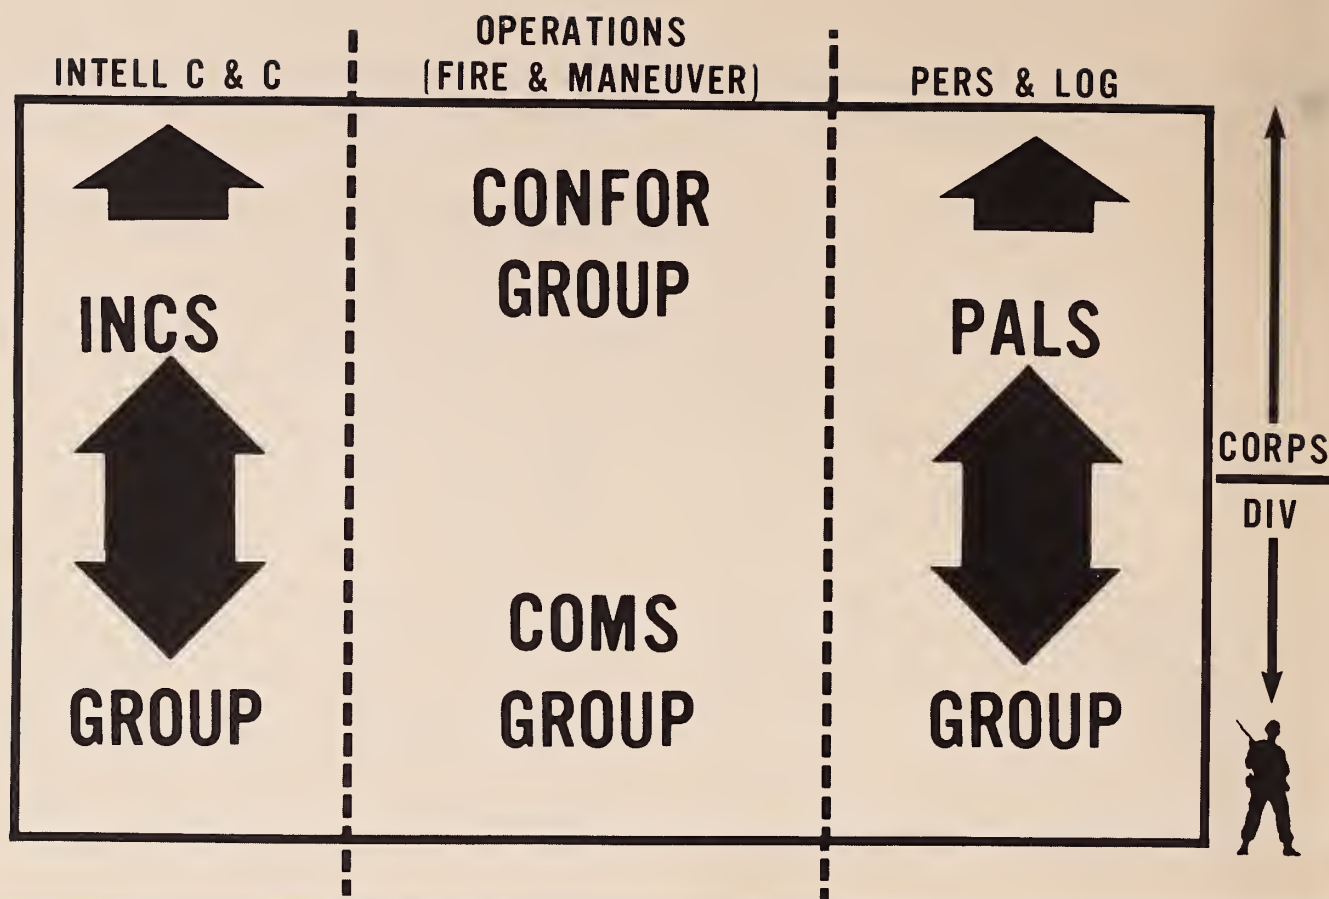 INTELL C & C
OPERATIONS
(FIRE & MANEUVER)
PERS & LOG
INCS
GROUP
CONFOR
GROUP
COMS
GROUP
PALS
GROUP
CORPS
DIV